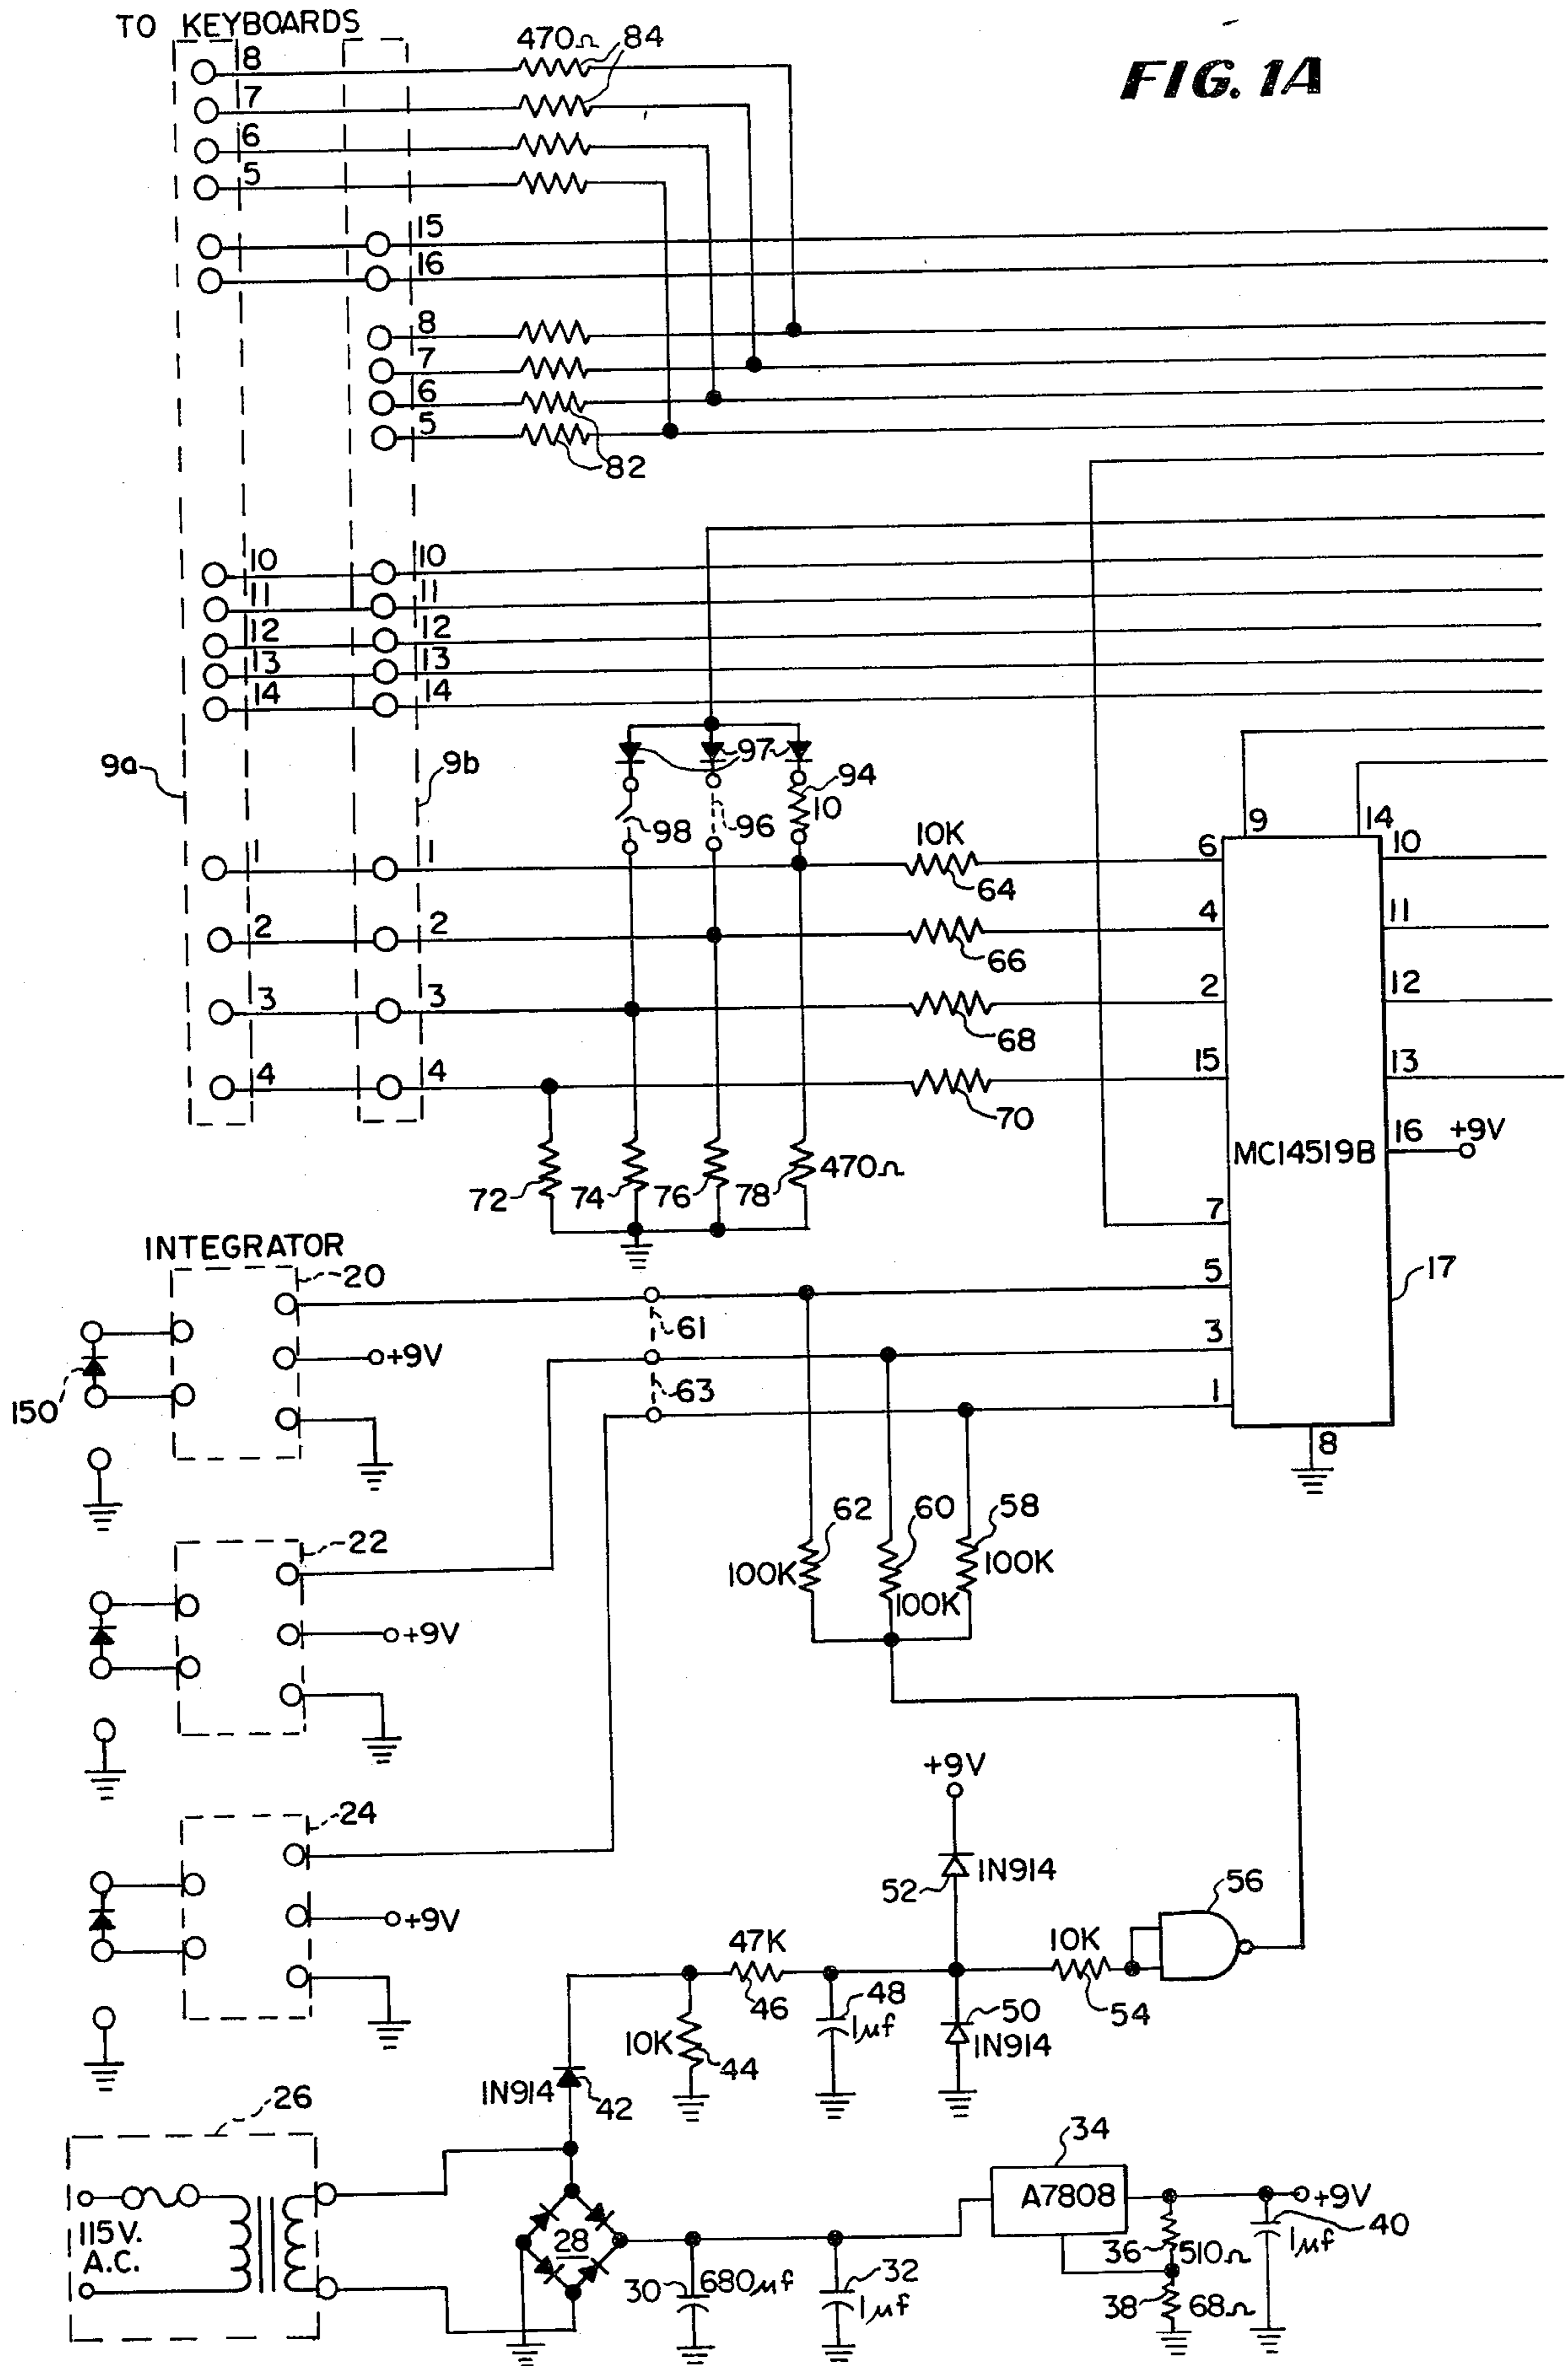 TO KEYBOARDS
FIG. 1A
470Ω 84
8
7
6
5
15
16
8
7
6
5
82
10 10
11 11
12 12
13 13
14 14
9a 9b
97
94
10
98 96
9 14
1 1 10K 6 10
64
2 2 4 11
66
3 3 2 12
68
4 4 15 13
70
16 +9V
MC14519B
72 74 76 78 470Ω
7
INTEGRATOR
20
5
17
61
+9V
3
63
150
1
8
22
62 60 58
100K 100K 100K
+9V
+9V
24
IN914
52
56
+9V
47K 10K
46 48 54
1µf
50
IN914
10K 44
IN914 42
26
34
A7808
+9V
115V.
A.C.
28
36 510Ω
1µf 40
30 680µf 32
1µf
38 68Ω